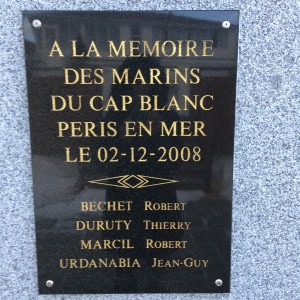 A LA MEMOIRE
DES MARINS
DU CAP BLANC
PERIS EN MER
LE 02-12-2008
BECHET ROBERT
DURUTY THIERRY
MARCIL ROBERT
URDANABIA JEAN-GUY